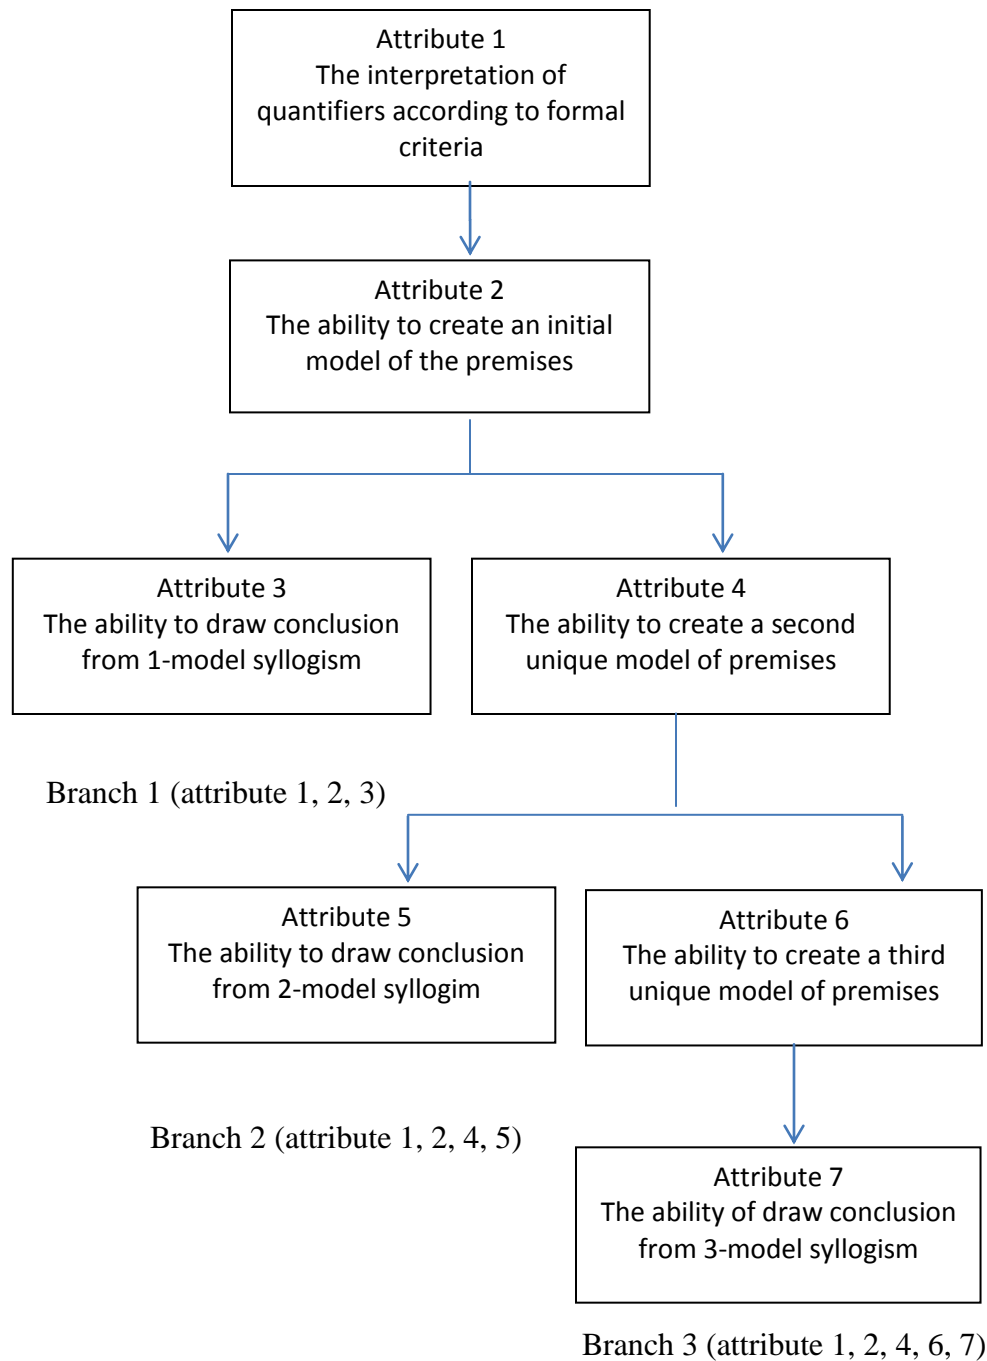 Attribute 1
The interpretation of
quantifiers according to formal
criteria
Attribute 2
The ability to create an initial
model of the premises
Attribute 3
The ability to draw conclusion
from 1-model syllogism
Attribute 4
The ability to create a second
unique model of premises
Branch 1 (attribute 1, 2, 3)
Attribute 5
The ability to draw conclusion
from 2-model syllogim
Attribute 6
The ability to create a third
unique model of premises
Branch 2 (attribute 1, 2, 4, 5)
Attribute 7
The ability of draw conclusion
from 3-model syllogism
Branch 3 (attribute 1, 2, 4, 6, 7)